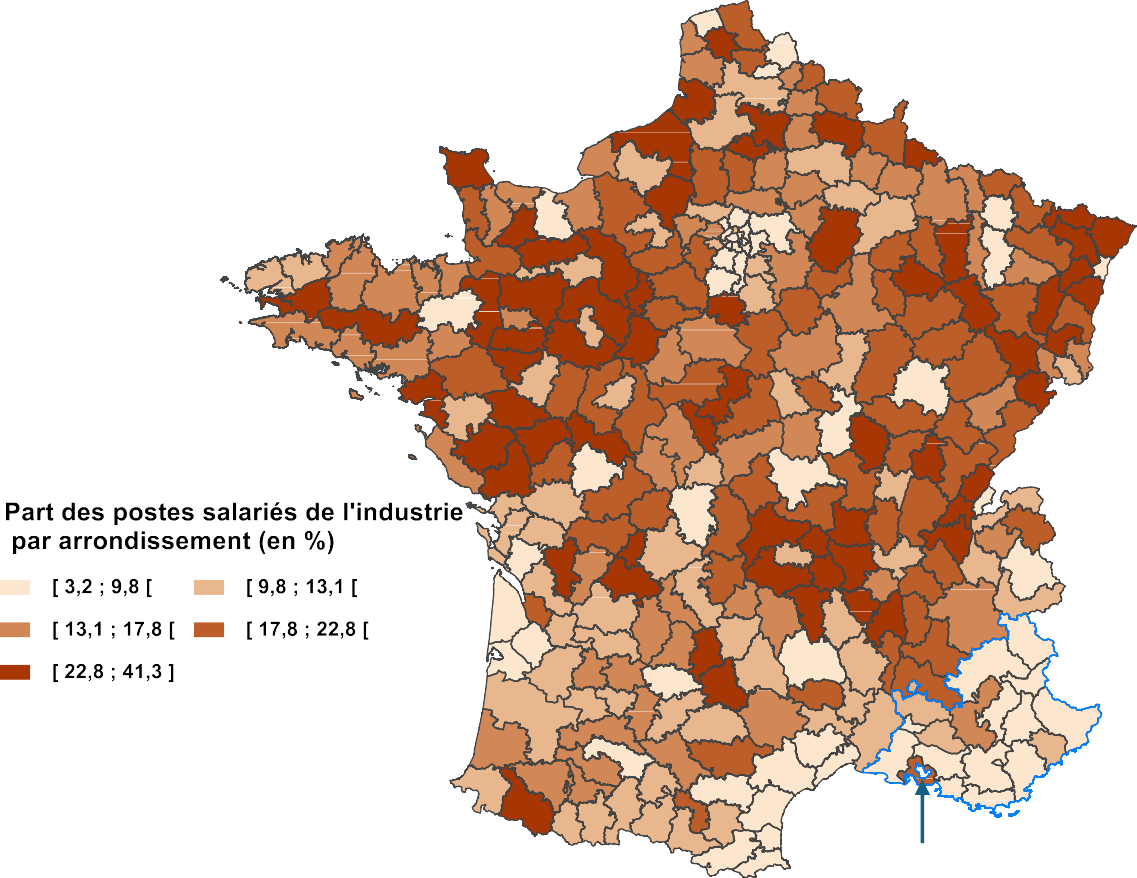 Part des postes salariés de l'industrie
par arrondissement (en %)
[ 3,2 ; 9,8 [
[ 9,8 ; 13,1 [
[ 13,1 ; 17,8 [
[ 17,8 ; 22,8 [
[ 22,8 ; 41,3 ]